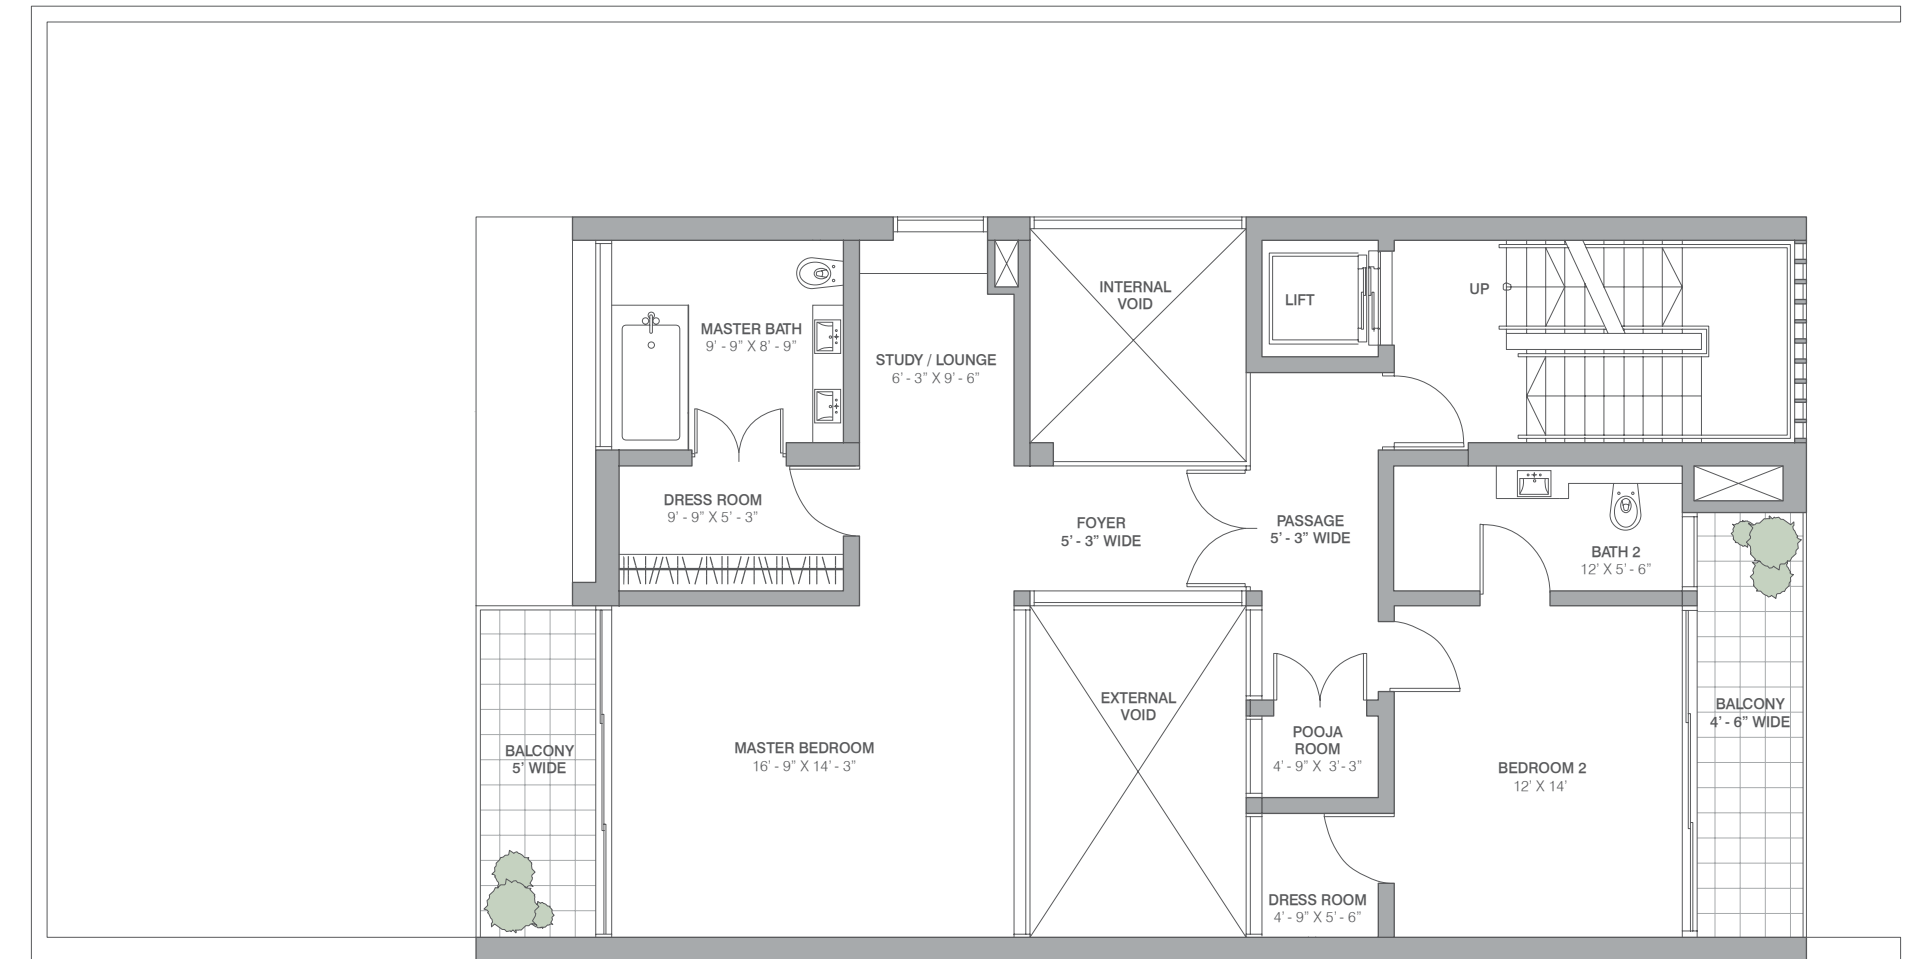 INTERNAL
VOID
UP
LIFT
MASTER BATH
9' - 9” X 8' - 9”
STUDY / LOUNGE
6' - 3” X 9' - 6”
DRESS ROOM
9' - 9” X 5' - 3”
FOYER
5' - 3” WIDE
PASSAGE
5' - 3” WIDE
BATH 2
12' X 5' - 6”
EXTERNAL
VOID
BALCONY
4' - 6” WIDE
POOJA
ROOM
4' - 9” X 3' - 3”
MASTER BEDROOM
16' - 9” X 14' - 3”
BALCONY
5' WIDE
BEDROOM 2
12' X 14'
DRESS ROOM
4' - 9” X 5' - 6”